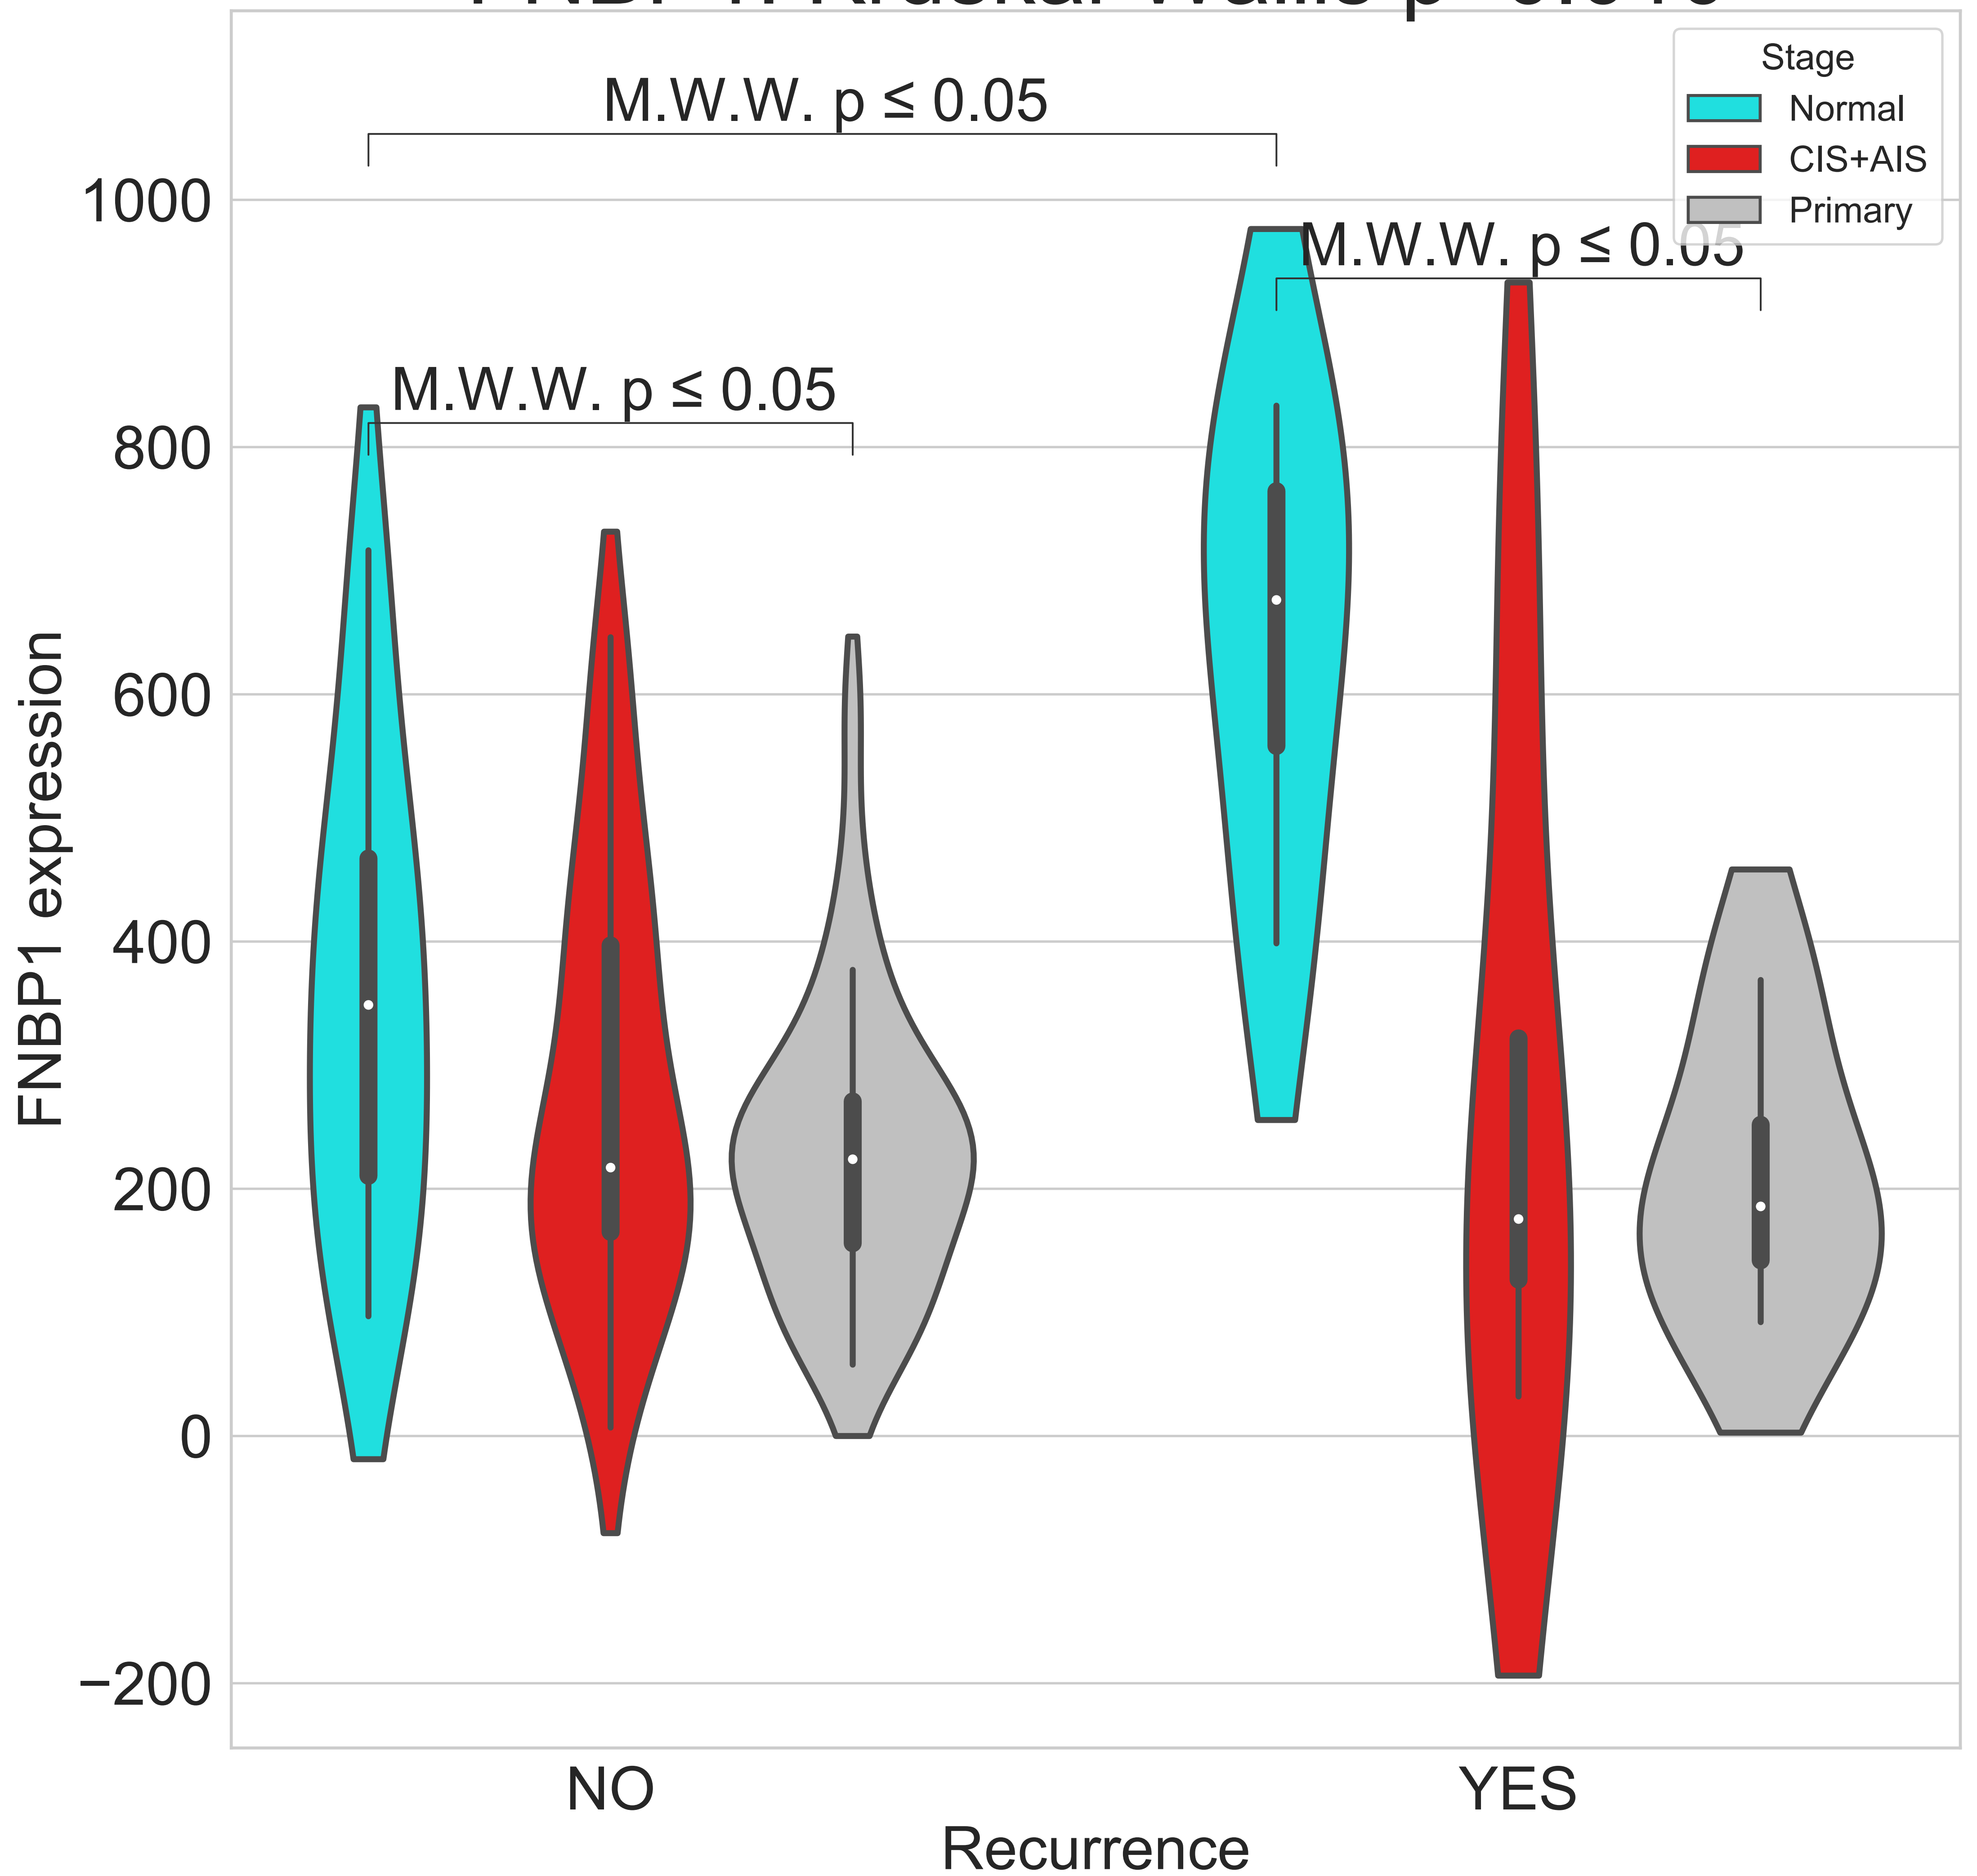 Stage
Normal
CIS+AIS
Primary
M.W.W. p ≤ 0.05
M.W.W. p ≤ 0.05
M.W.W. p ≤ 0.05
1000
800
600
400
200
0
−200
FNBP1 expression
NO
YES
Recurrence